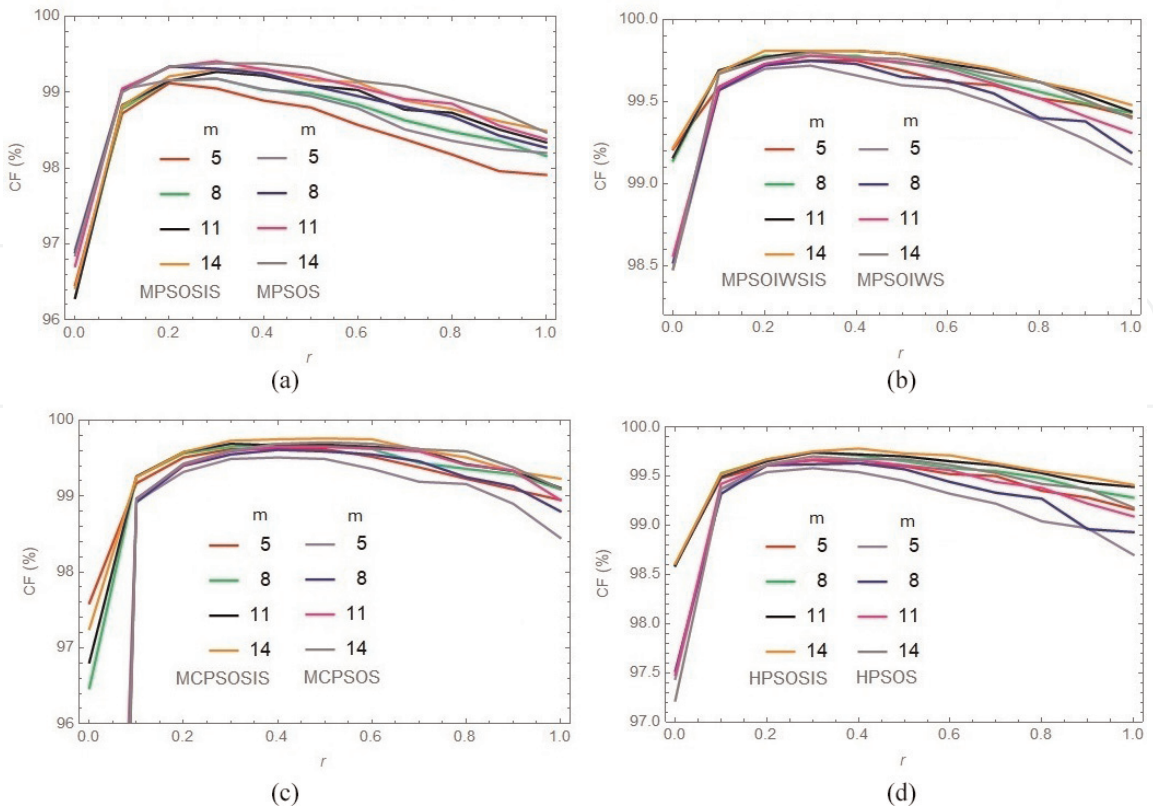 100
99
98
97
96
CF (%)
m m
5 5
8 8
11 11
14 14
MPSOSIS MPSOS
0.0 0.2 0.4 0.6 0.8 1.0
r
(a)
100.0
99.5
99.0
98.5
CF (%)
m m
5 5
8 8
11 11
14 14
MPSOIWSIS MPSOIWS
0.0 0.2 0.4 0.6 0.8 1.0
r
(b)
100
99
98
97
96
CF (%)
m m
5 5
8 8
11 11
14 14
MCPSOSIS MCPSOS
0.0 0.2 0.4 0.6 0.8 1.0
r
(c)
100.0
99.5
99.0
98.5
98.0
97.5
97.0
CF (%)
m m
5 5
8 8
11 11
14 14
HPSOSIS HPSOS
0.0 0.2 0.4 0.6 0.8 1.0
r
(d)